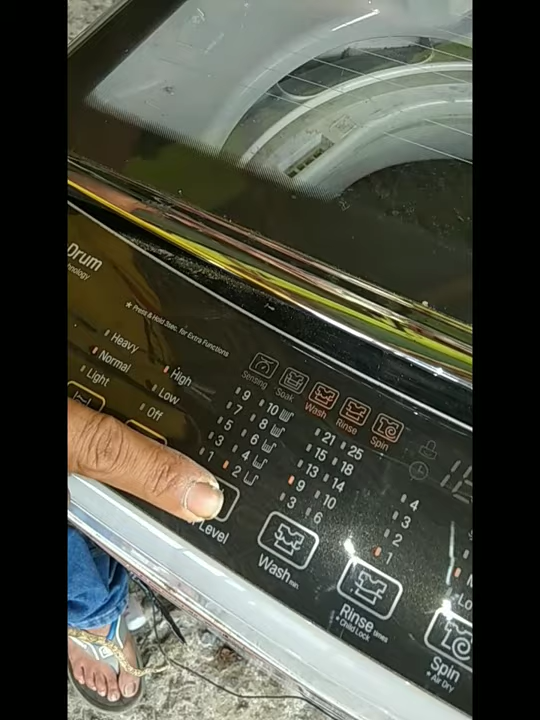 Drum
★ Press & Hold 3sec. for Extra Functions
Heavy
Normal
Light
High
Low
Off
Sensing
Soak
Wash
Rinse
Spin
9 10
7 8
5 6
3 4
1 2
21 25
15 18
13 14
9 10
3 6
4
3
2
1
Level
Wash min
Rinse times
* Child Lock
Spin
* Air Dry